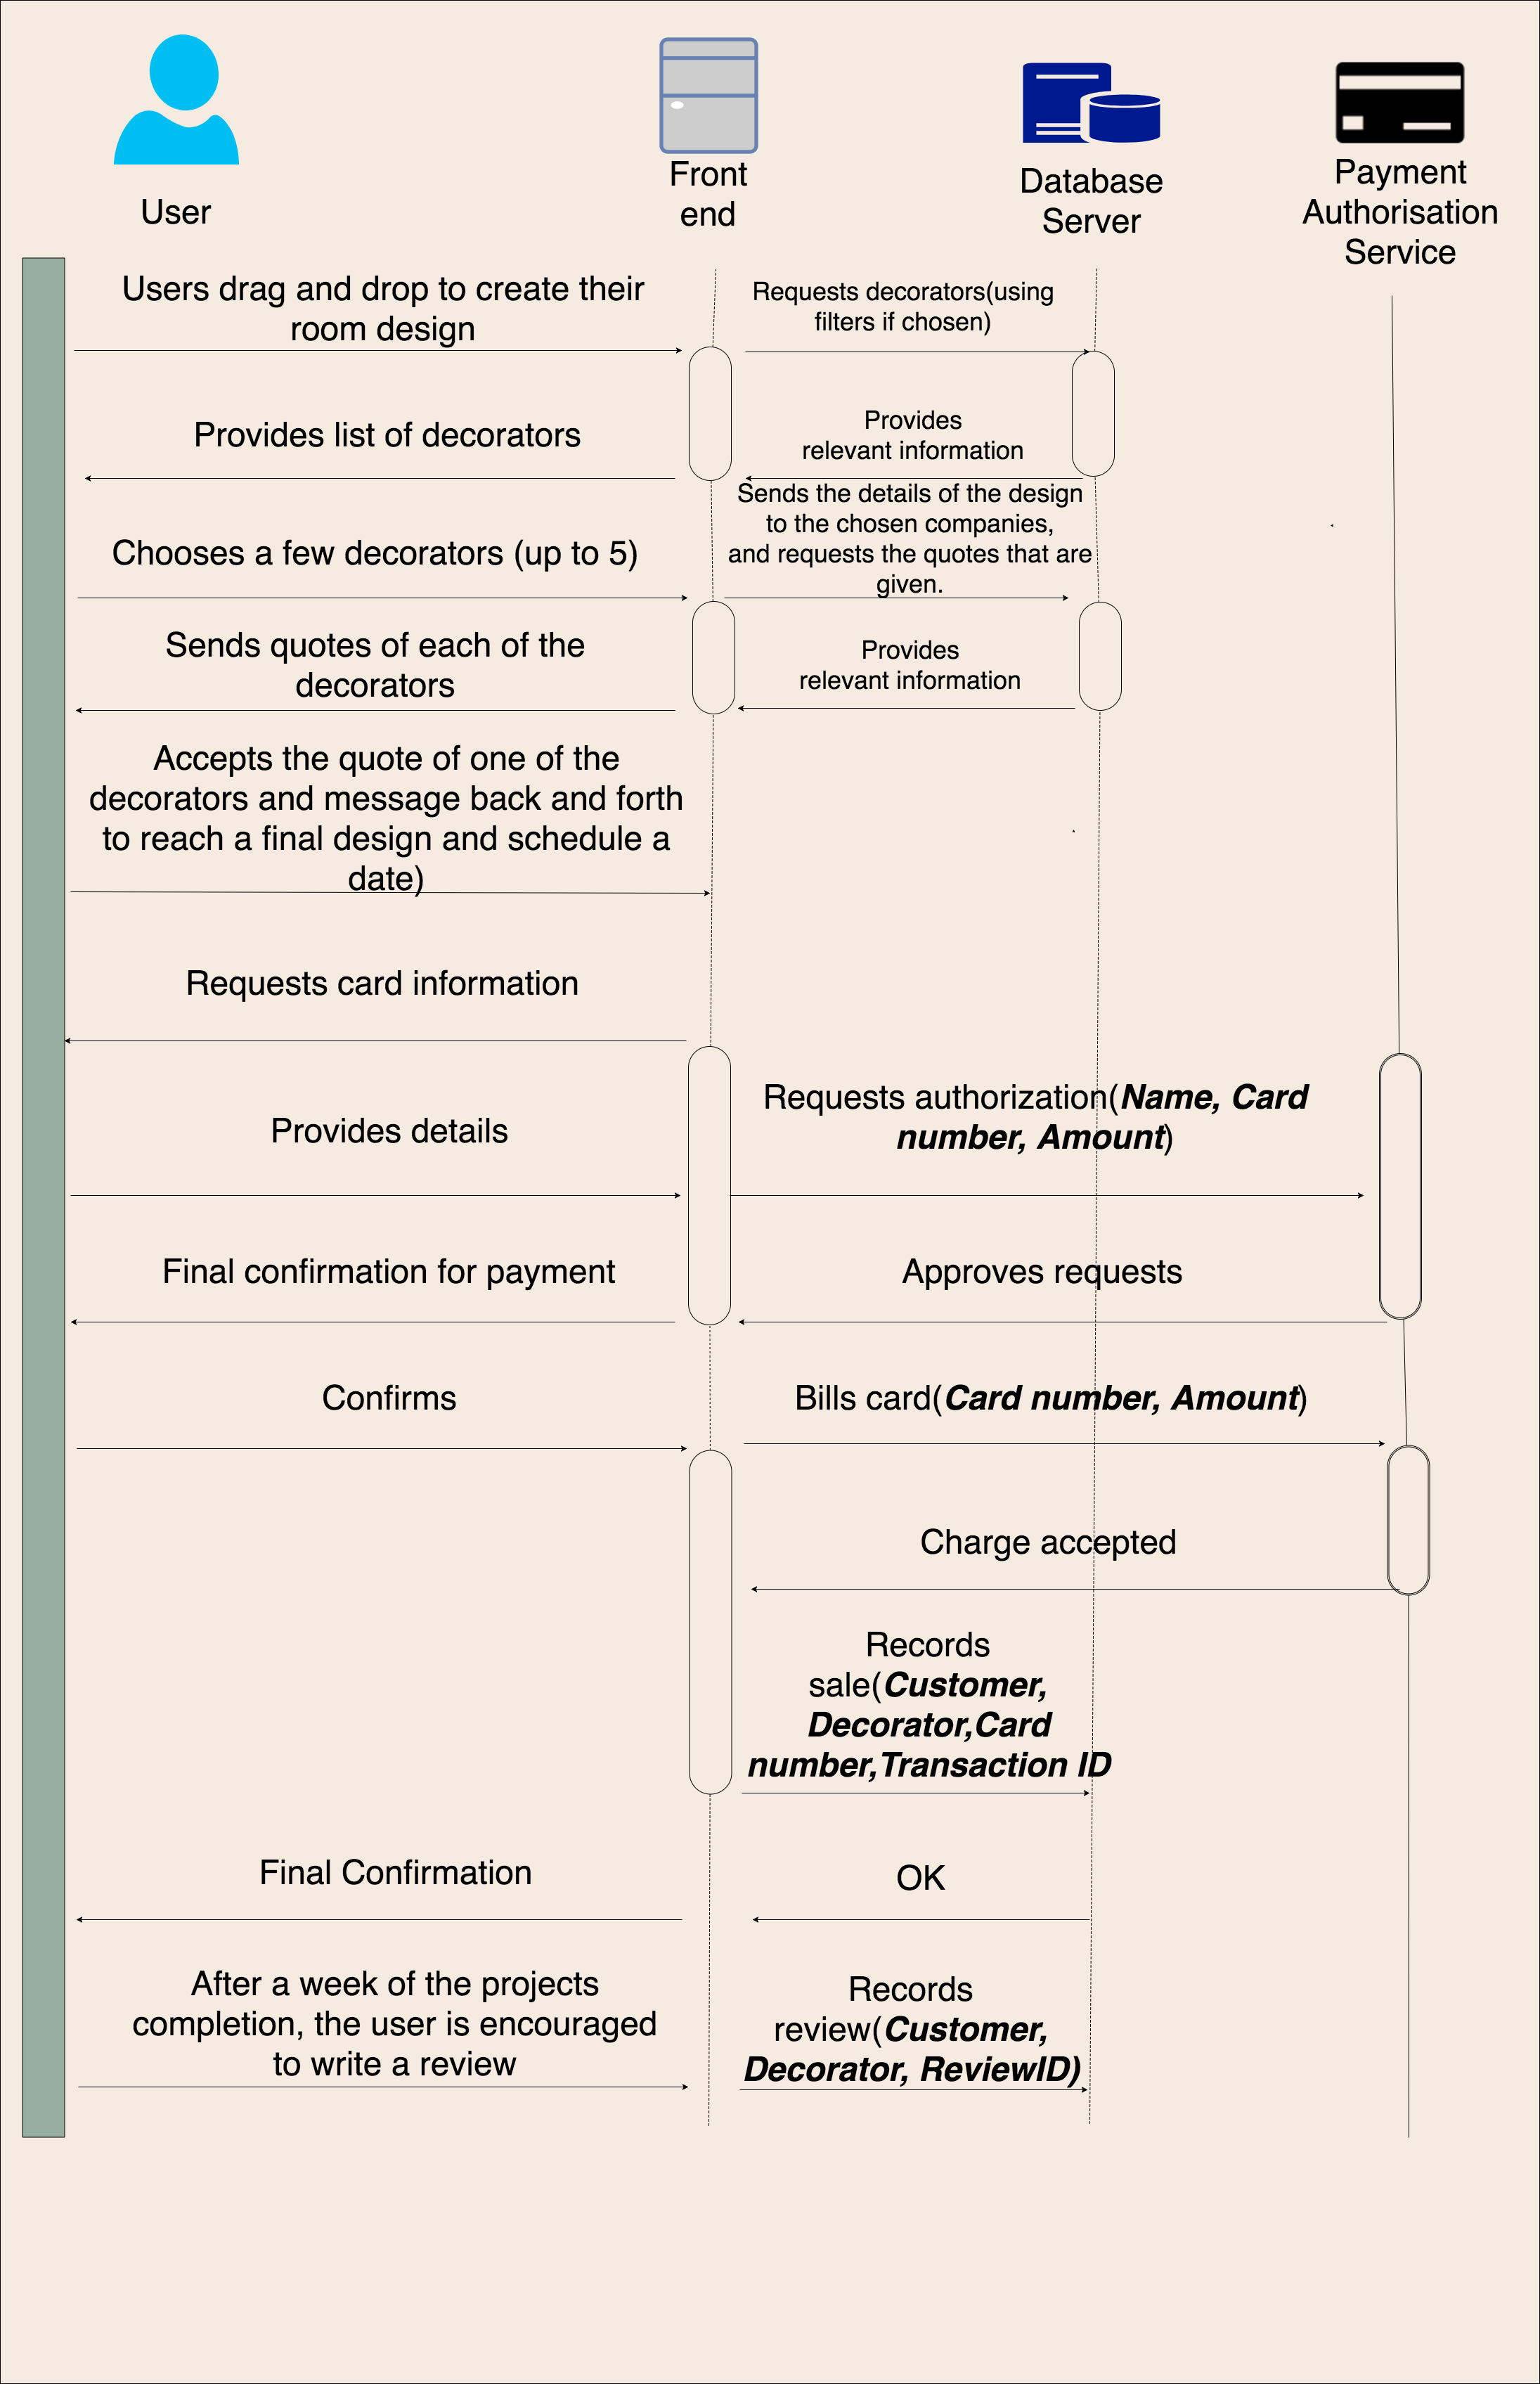 User
Front
end
Database
Server
Payment
Authorisation
Service
Users drag and drop to create their
room design
Requests decorators(using
filters if chosen)
Provides list of decorators
Provides
relevant information
Chooses a few decorators (up to 5)
Sends the details of the design
to the chosen companies,
and requests the quotes that are
given.
Sends quotes of each of the
decorators
Provides
relevant information
Accepts the quote of one of the
decorators and message back and forth
to reach a final design and schedule a
date)
Requests card information
Provides details
Requests authorization(Name, Card
number, Amount)
Final confirmation for payment
Approves requests
Confirms
Bills card(Card number, Amount)
Charge accepted
Records
sale(Customer,
Decorator,Card
number,Transaction ID
Final Confirmation
OK
After a week of the projects
completion, the user is encouraged
to write a review
Records
review(Customer,
Decorator, ReviewID)